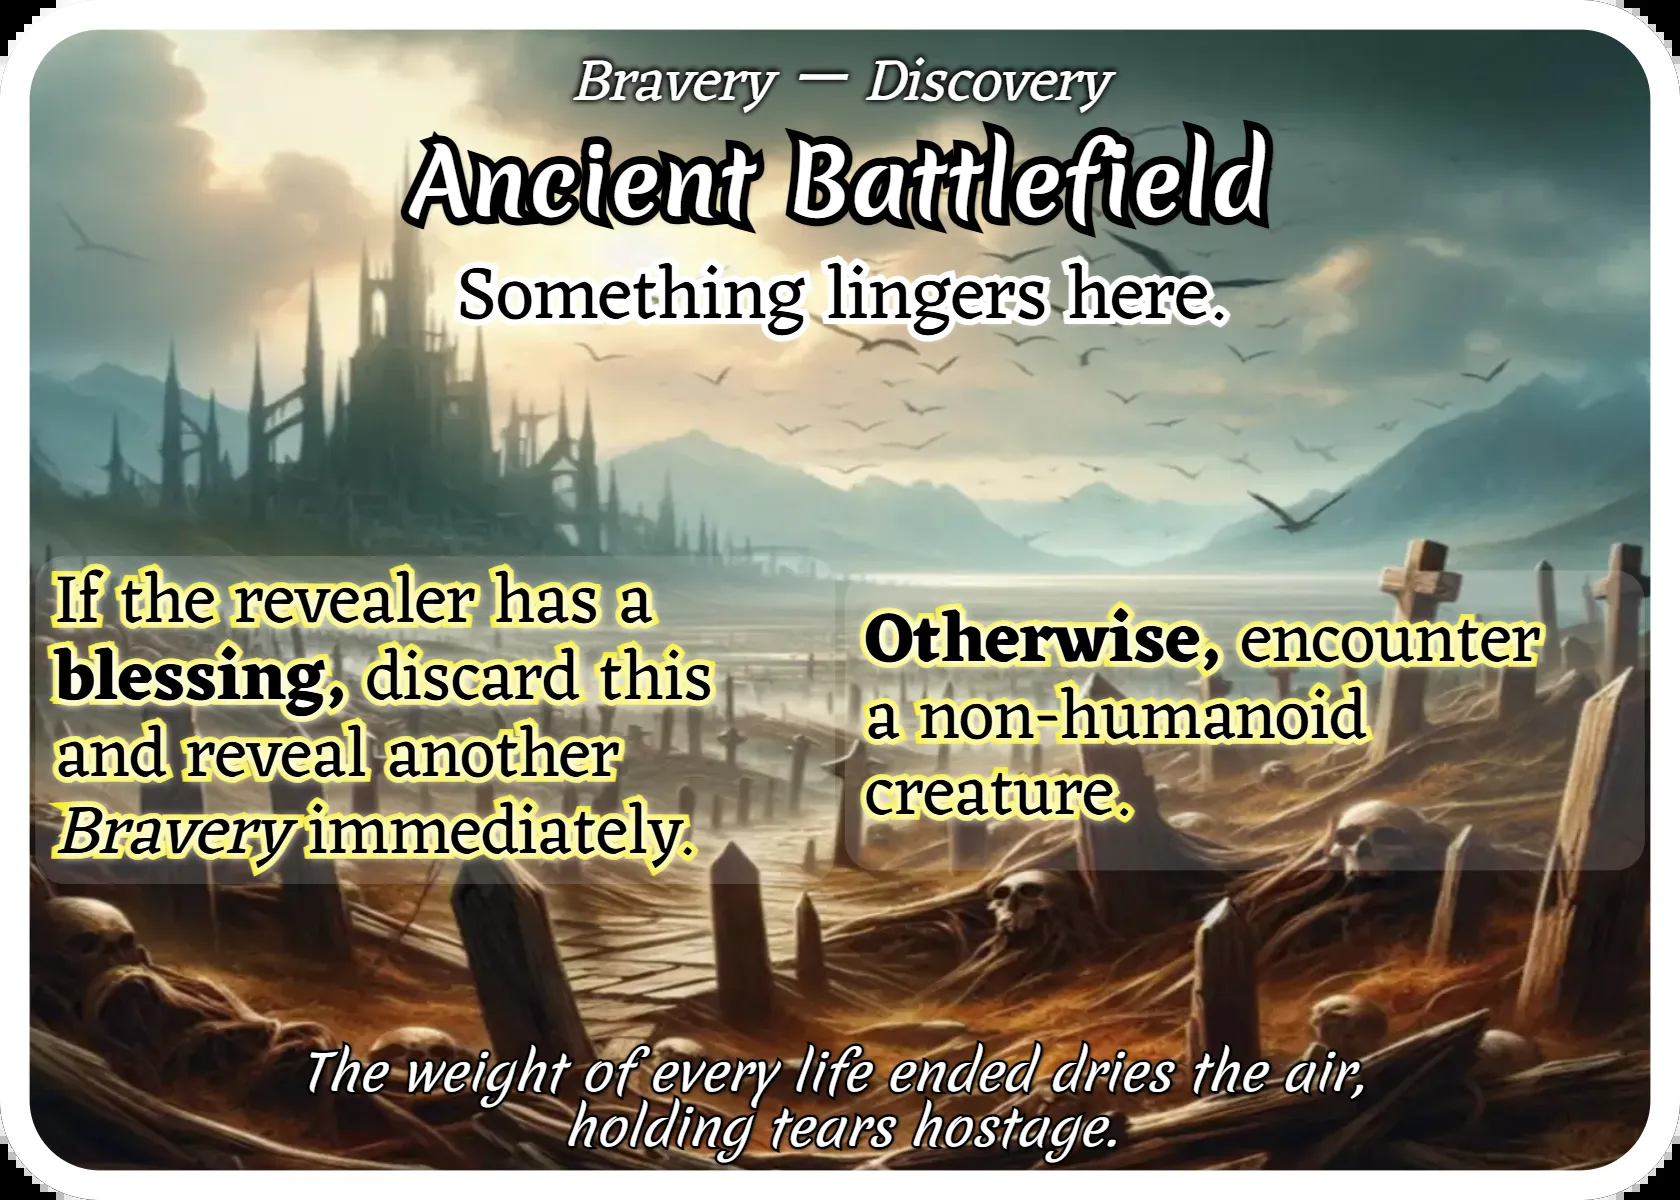 Bravery — Discovery
Ancient Battlefield
Something lingers here.
If the revealer has a
blessing, discard this
and reveal another
Bravery immediately.
Otherwise, encounter
a non-humanoid
creature.
The weight of every life ended dries the air,
holding tears hostage.